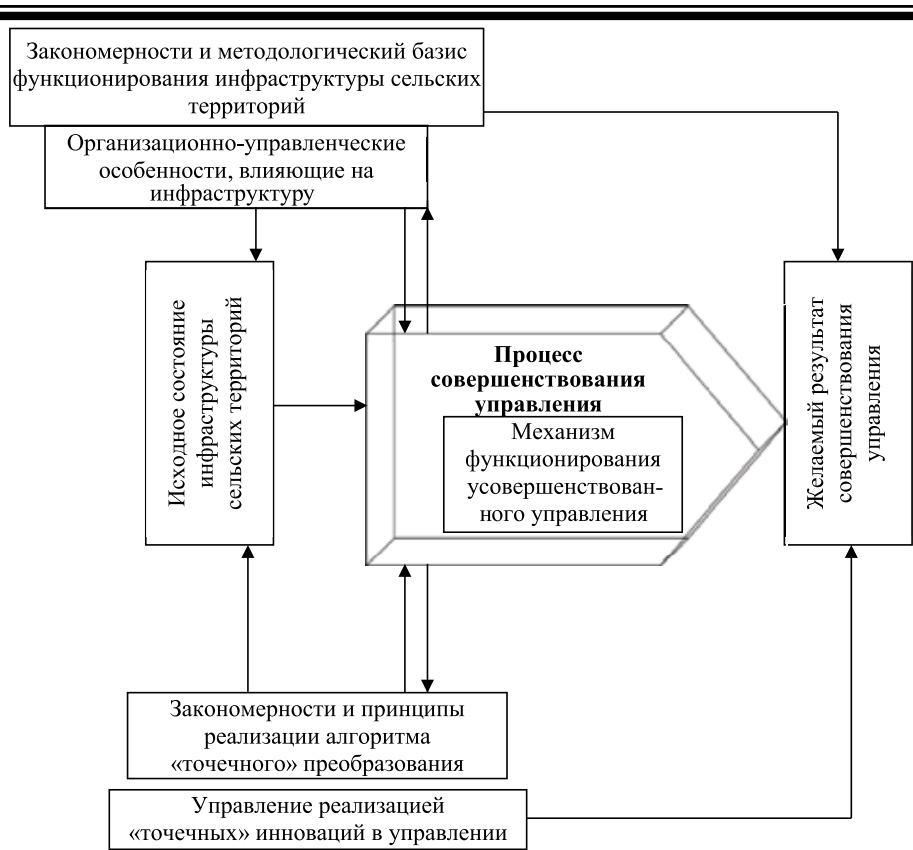 Закономерности и методологический базис
функционирования инфраструктуры сельских
территорий
Организационно-управленческие
особенности, влияющие на
инфраструктуру
Исходное состояние
инфраструктуры
сельских территорий
Процесс
совершенствования
управления
Механизм
функционирования
усовершенствован-
ного управления
Желаемый результат
совершенствования
управления
Закономерности и принципы
реализации алгоритма
«точечного» преобразования
Управление реализацией
«точечных» инноваций в управлении